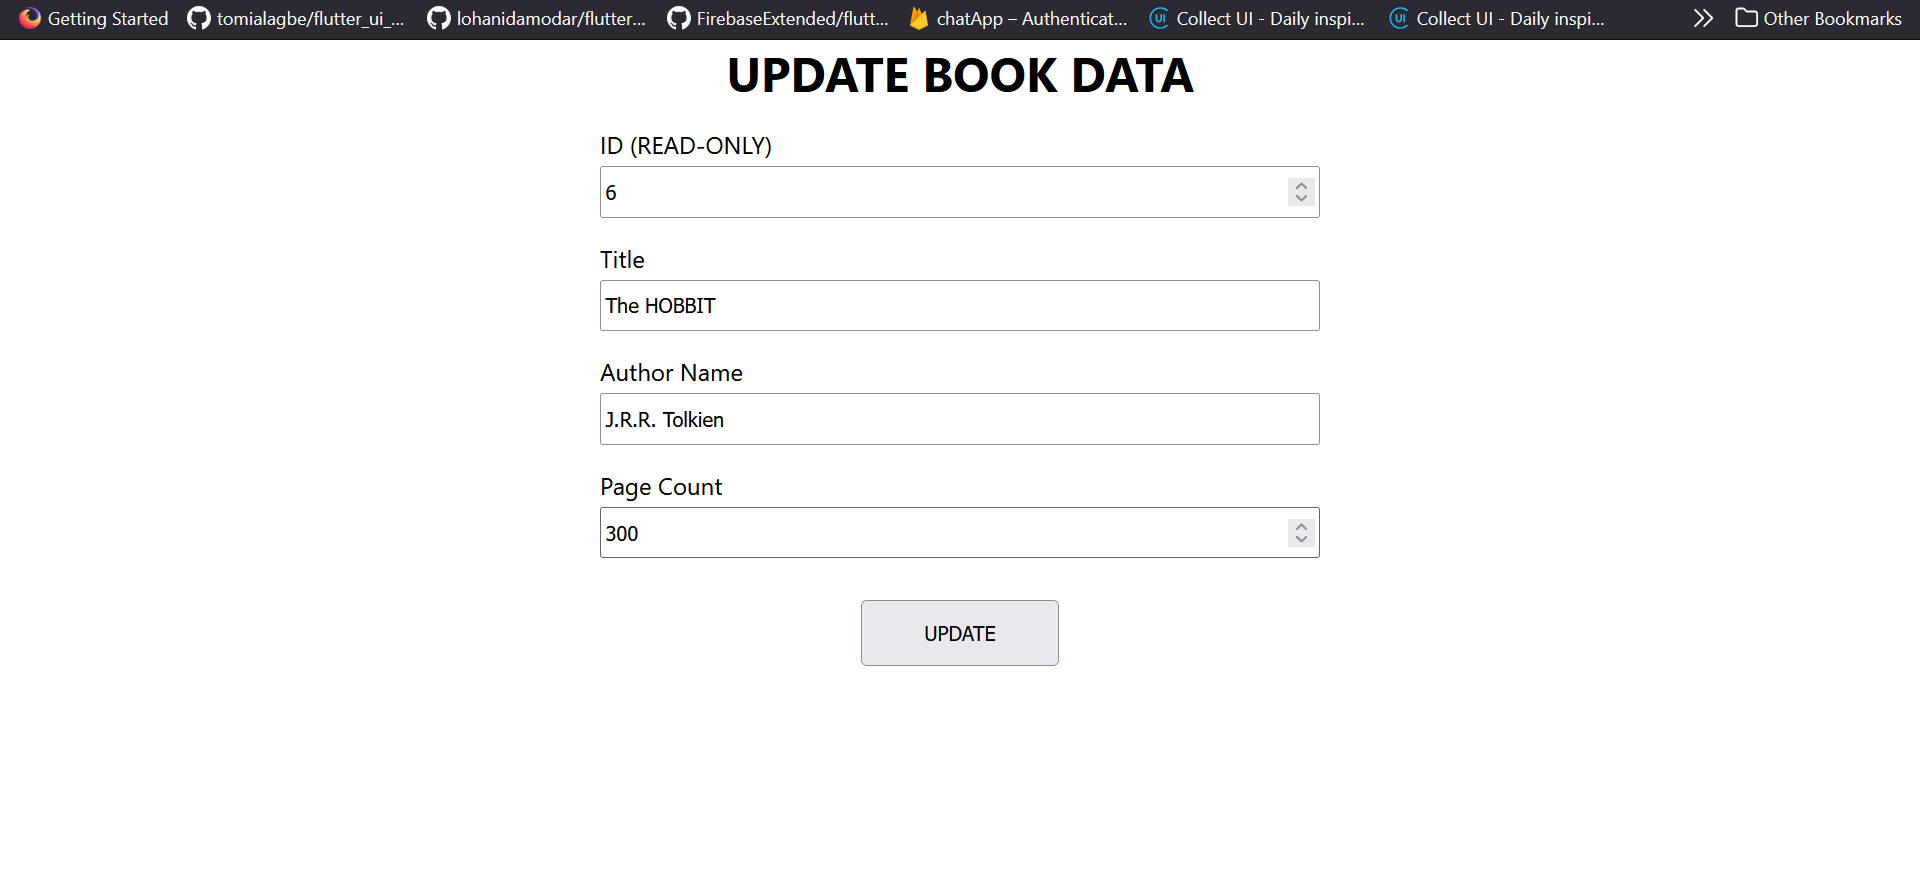 Getting Started tomialagbe/flutter_ui_... lohanidamodar/flutter... FirebaseExtended/flutt... chatApp – Authenticat... Collect UI - Daily inspi... Collect UI - Daily inspi... Other Bookmarks
UPDATE BOOK DATA
ID (READ-ONLY)
6
Title
The HOBBIT
Author Name
J.R.R. Tolkien
Page Count
300
UPDATE